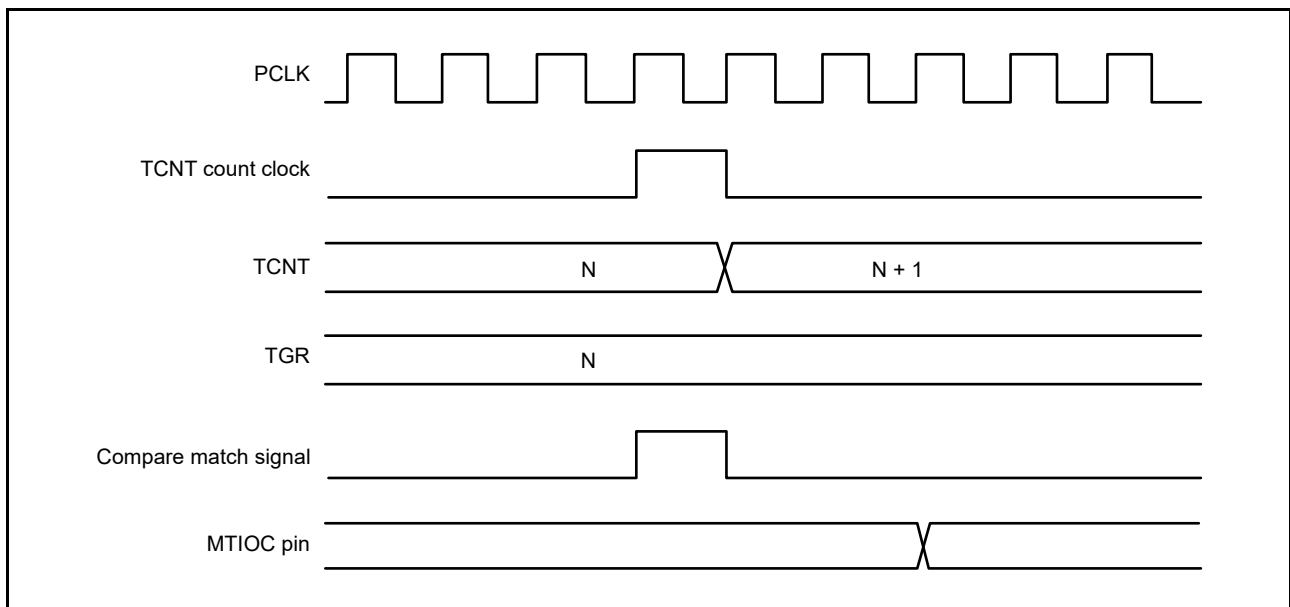 PCLK
TCNT count clock
TCNT
N
N + 1
TGR
N
Compare match signal
MTIOC pin